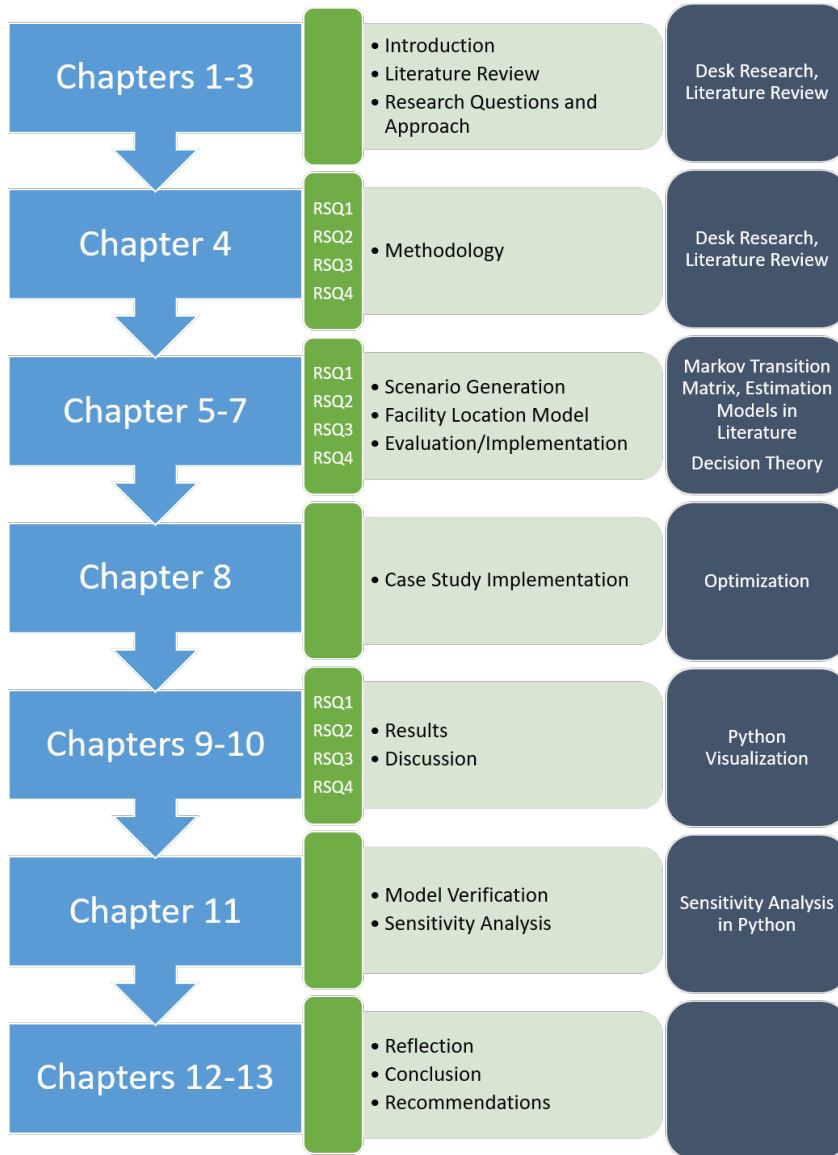 Chapters 1-3
• Introduction
• Literature Review
• Research Questions and
Approach
Desk Research,
Literature Review
Chapter 4
RSQ1
RSQ2
RSQ3
RSQ4
• Methodology
Desk Research,
Literature Review
Chapter 5-7
RSQ1
RSQ2
RSQ3
RSQ4
• Scenario Generation
• Facility Location Model
• Evaluation/Implementation
Markov Transition
Matrix, Estimation
Models in
Literature
Decision Theory
Chapter 8
• Case Study Implementation
Optimization
Chapters 9-10
RSQ1
RSQ2
RSQ3
RSQ4
• Results
• Discussion
Python
Visualization
Chapter 11
• Model Verification
• Sensitivity Analysis
Sensitivity Analysis
in Python
Chapters 12-13
• Reflection
• Conclusion
• Recommendations